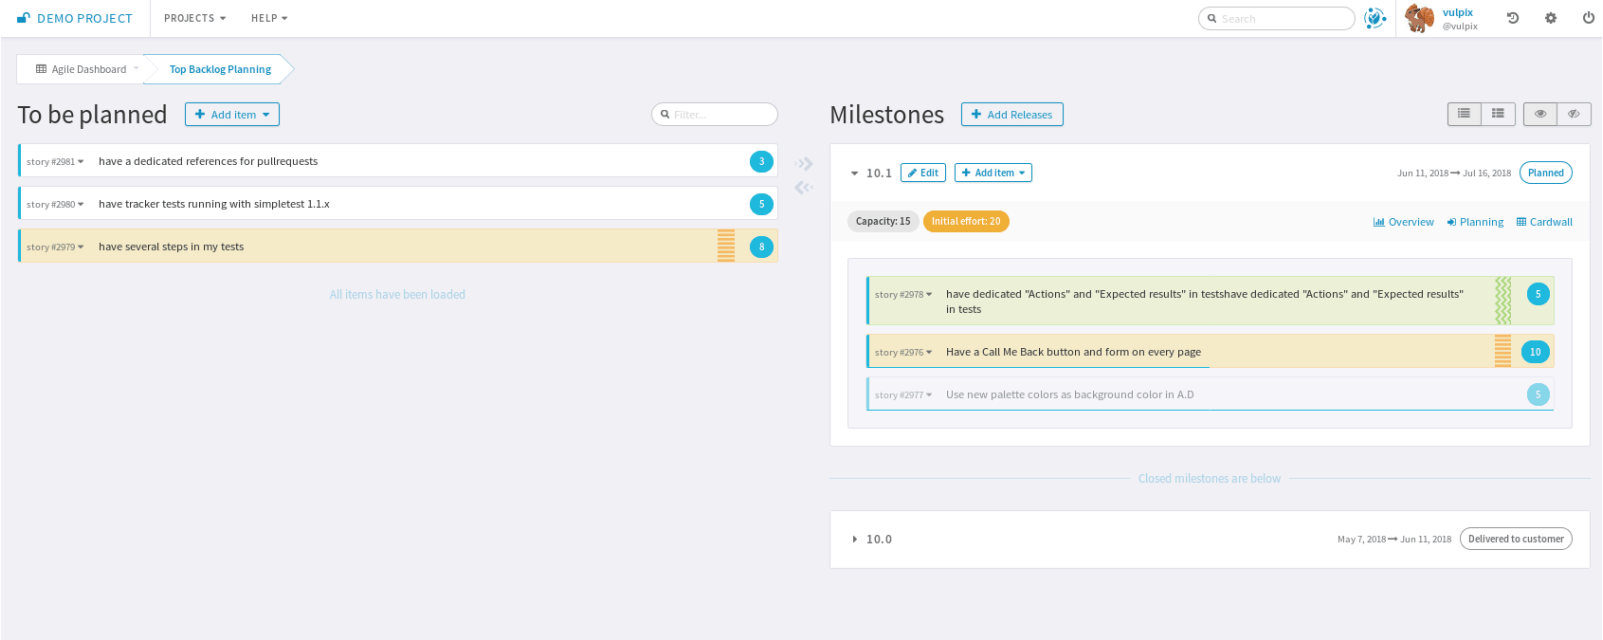 DEMO PROJECT
PROJECTS
HELP
Search
vulpix
@vulpix
Agile Dashboard
Top Backlog Planning
To be planned
Add item
Filter...
story #2981
have a dedicated references for pullrequests
3
story #2980
have tracker tests running with simpletest 1.1.x
5
story #2979
have several steps in my tests
8
All items have been loaded
Milestones
Add Releases
10.1
Edit
Add item
Jun 11, 2018
Jul 16, 2018
Planned
Capacity: 15
Initial effort: 20
Overview
Planning
Cardwall
story #2978
have dedicated "Actions" and "Expected results" in testshave dedicated "Actions" and "Expected results"
in tests
5
story #2976
Have a Call Me Back button and form on every page
10
story #2977
Use new palette colors as background color in A.D
5
Closed milestones are below
10.0
May 7, 2018
Jun 11, 2018
Delivered to customer